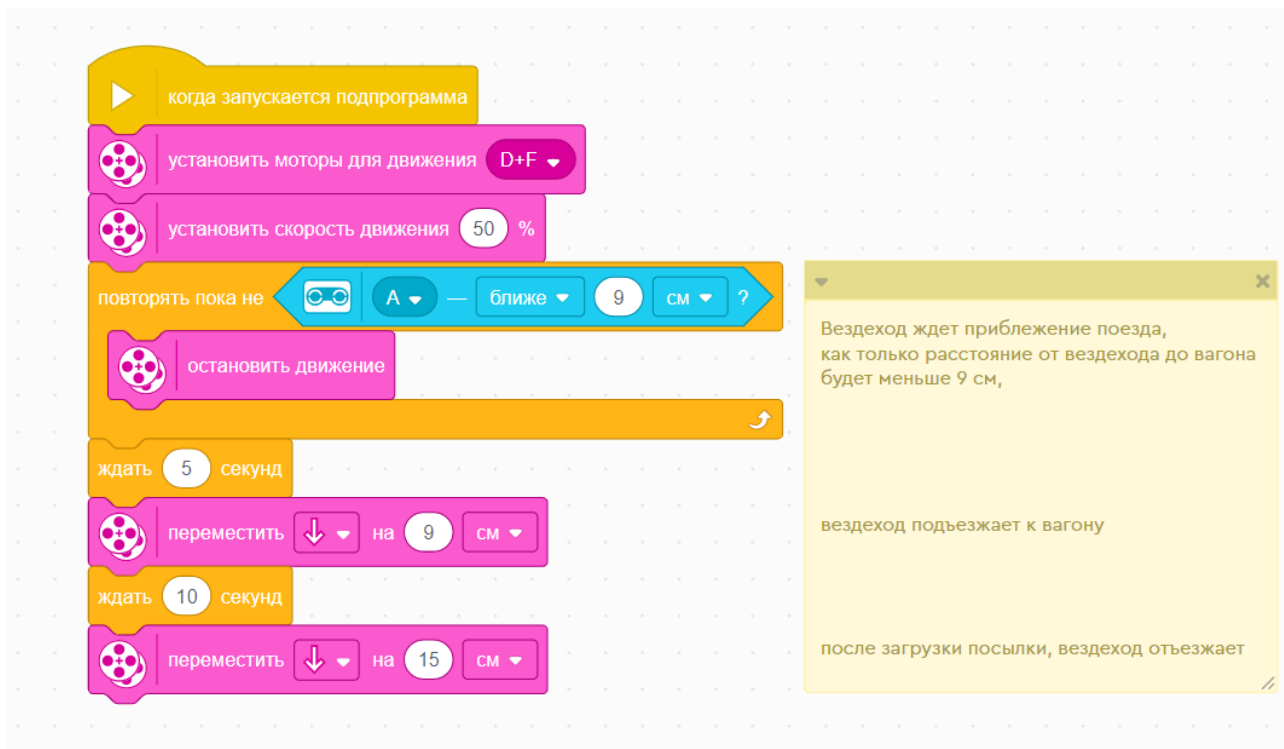 когда запускается подпрограмма
установить моторы для движения D+F
установить скорость движения 50 %
повторять пока не A — ближе 9 см ?
остановить движение
ждать 5 секунд
переместить на 9 см
ждать 10 секунд
переместить на 15 см
Вездеход ждет приблежение поезда,
как только расстояние от вездехода до вагона
будет меньше 9 см,
вездеход подъезжает к вагону
после загрузки посылки, вездеход отъезжает